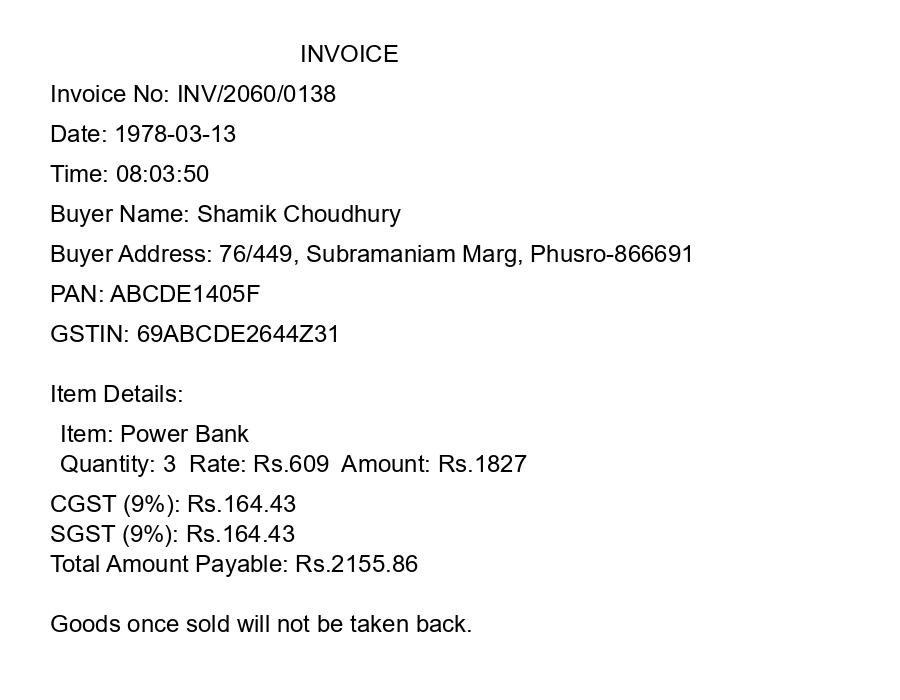 INVOICE
Invoice No: INV/2060/0138
Date: 1978-03-13
Time: 08:03:50
Buyer Name: Shamik Choudhury
Buyer Address: 76/449, Subramaniam Marg, Phusro-866691
PAN: ABCDE1405F
GSTIN: 69ABCDE2644Z31
Item Details:
Item: Power Bank
Quantity: 3  Rate: Rs.609  Amount: Rs.1827
CGST (9%): Rs.164.43
SGST (9%): Rs.164.43
Total Amount Payable: Rs.2155.86
Goods once sold will not be taken back.